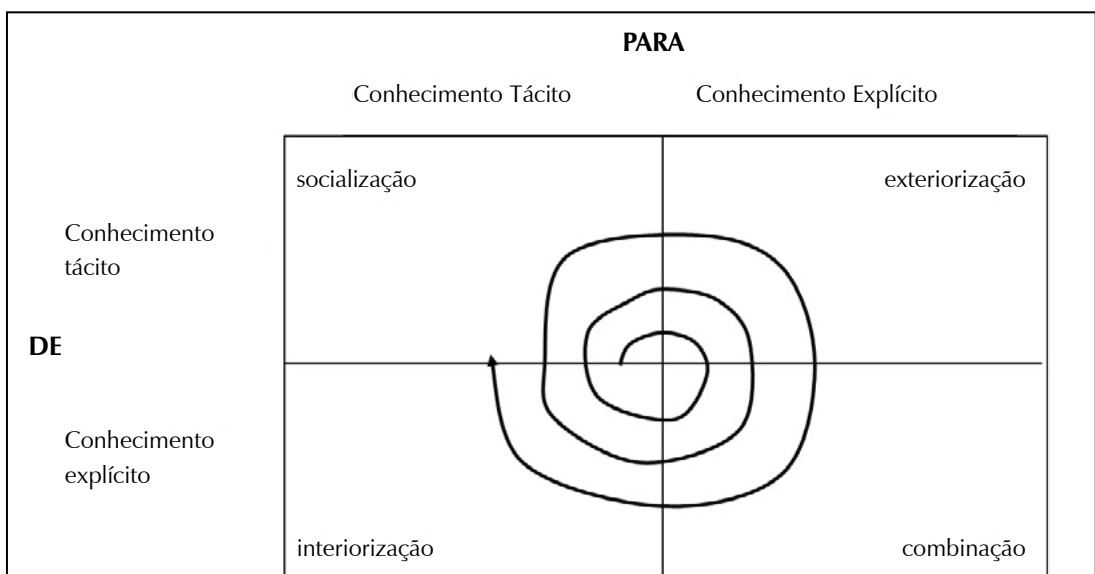 PARA
Conhecimento Tácito
Conhecimento Explícito
socialização
exteriorização
Conhecimento
tácito
DE
Conhecimento
explícito
interiorização
combinação